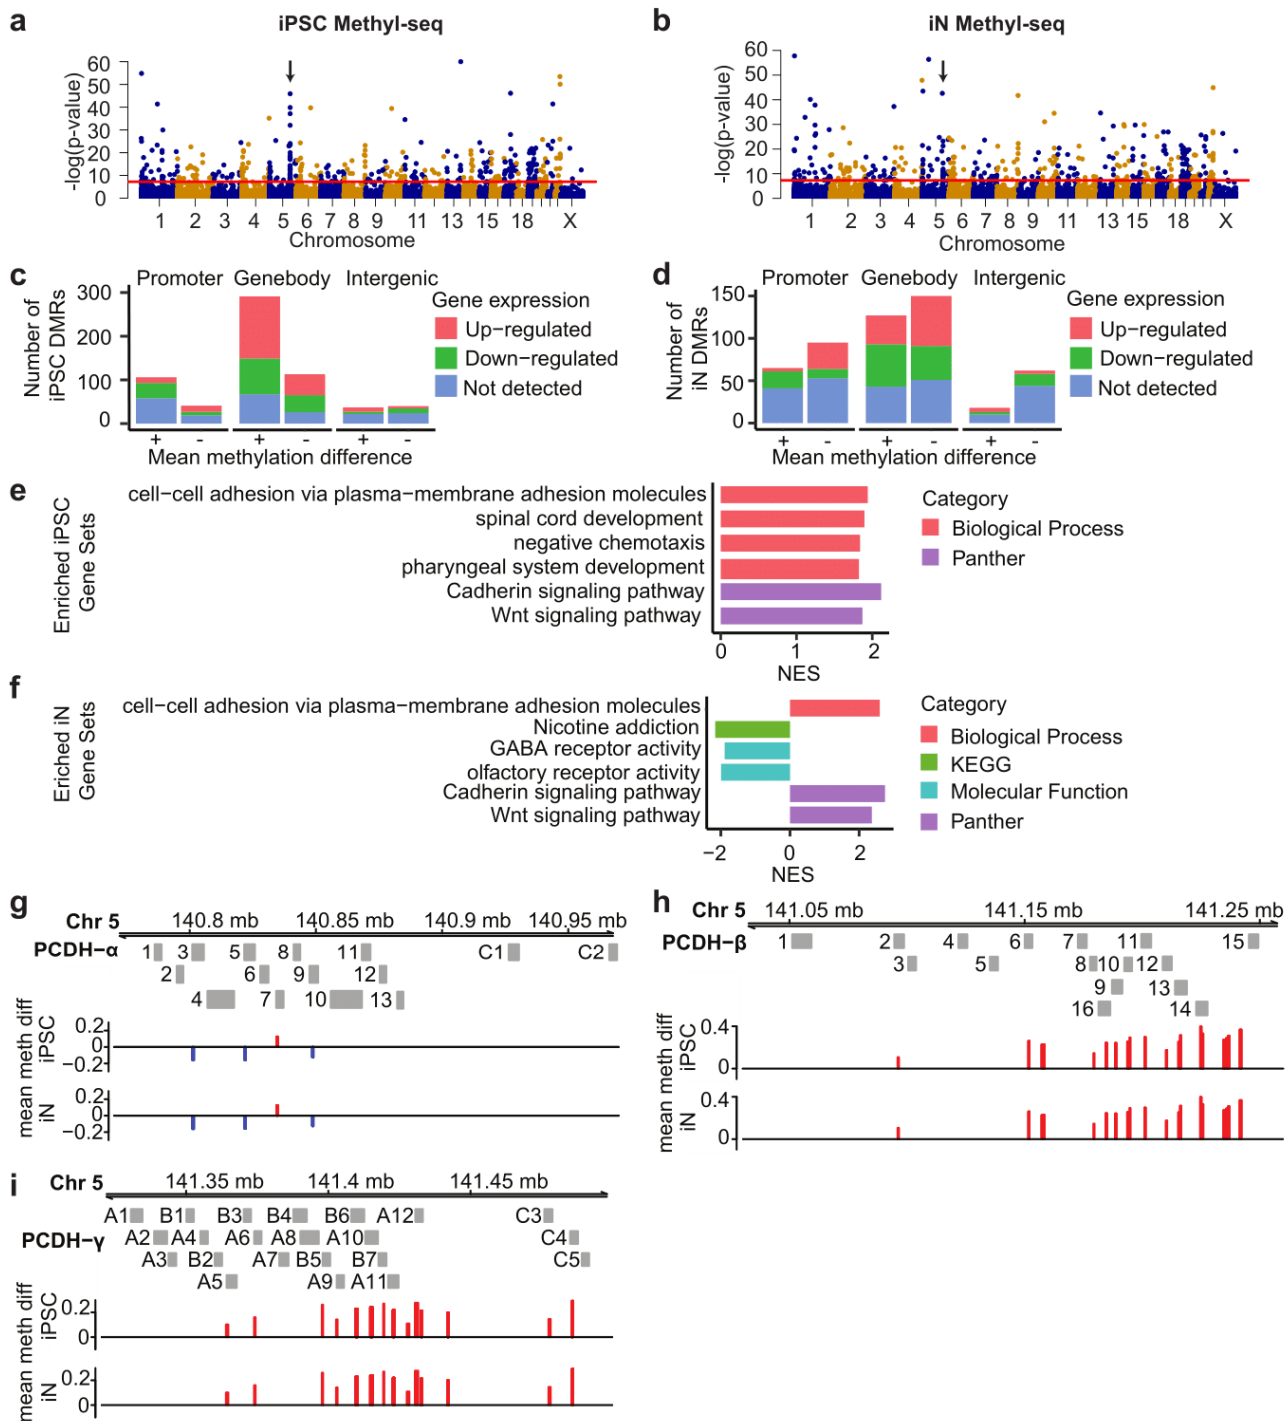 a
iPSC Methyl-seq
-log(p-value)
60
50
40
30
20
10
0
1 2 3 4 5 6 7 8 9 11 13 15 18 X
Chromosome
b
iN Methyl-seq
-log(p-value)
60
50
40
30
20
10
0
1 2 3 4 5 6 7 8 9 11 13 15 18 X
Chromosome
c
Number of
iPSC DMRs
Promoter Genebody Intergenic
300
200
100
0
+ - + - + -
Mean methylation difference
Gene expression
Up-regulated
Down-regulated
Not detected
d
Number of
iN DMRs
Promoter Genebody Intergenic
150
100
50
0
+ - + - + -
Mean methylation difference
Gene expression
Up-regulated
Down-regulated
Not detected
e
Enriched iPSC
Gene Sets
cell-cell adhesion via plasma-membrane adhesion molecules
spinal cord development
negative chemotaxis
pharyngeal system development
Cadherin signaling pathway
Wnt signaling pathway
0 1 2
NES
Category
Biological Process
Panther
f
Enriched iN
Gene Sets
cell-cell adhesion via plasma-membrane adhesion molecules
Nicotine addiction
GABA receptor activity
olfactory receptor activity
Cadherin signaling pathway
Wnt signaling pathway
-2 0 2
NES
Category
Biological Process
KEGG
Molecular Function
Panther
g
Chr 5
140.8 mb 140.85 mb 140.9 mb 140.95 mb
PCDH-α
1 3 5 8 11 C1 C2
2 6 9 12
4 7 10 13
mean meth diff
iPSC
0.2
-0.2
iN
0.2
-0.2
h
Chr 5
141.05 mb 141.15 mb 141.25 mb
PCDH-β
1 2 4 6 7 11 15
3 5 8 10 12
9 13
16 14
mean meth diff
iPSC
0.4
0
iN
0.4
0
i
Chr 5
141.35 mb 141.4 mb 141.45 mb
PCDH-γ
A1 B1 B3 B4 B6 A12 C3
A2 A4 A6 A8 A10 C4
A3 B2 A7 B5 B7 C5
A5 A9 A11
mean meth diff
iPSC
0.2
0
iN
0.2
0